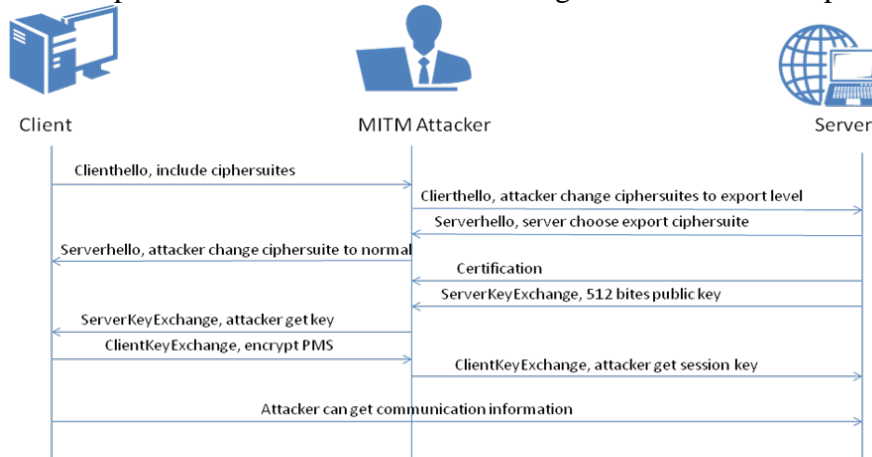 Client
MITM Attacker
Server
Clienthello, include ciphersuites
Clierthello, attacker change ciphersuites to export level
Serverhello, server choose export ciphersuite
Serverhello, attacker change ciphersuite to normal
Certification
ServerKeyExchange, 512 bites public key
ServerKeyExchange, attacker get key
ClientKeyExchange, encrypt PMS
ClientKeyExchange, attacker get session key
Attacker can get communication information